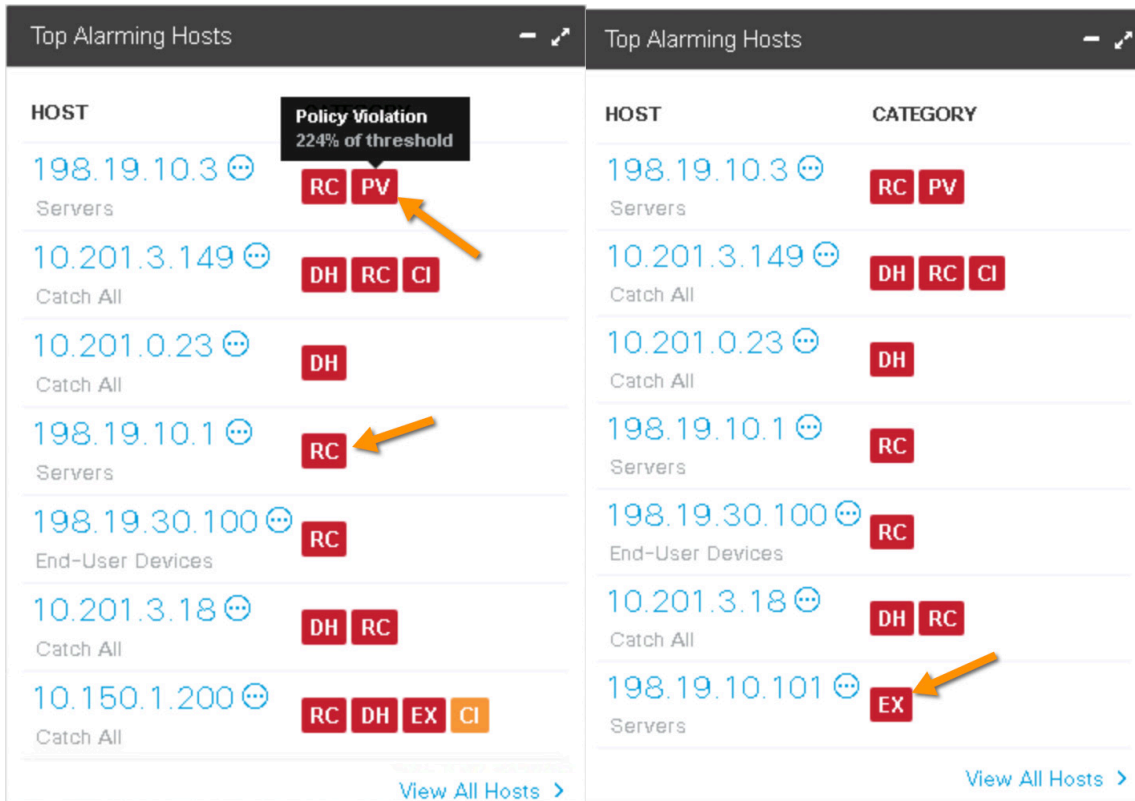 Top Alarming Hosts
HOST
Policy Violation
224% of threshold
198.19.10.3
RC PV
Servers
10.201.3.149
DH RC CI
Catch All
10.201.0.23
DH
Catch All
198.19.10.1
RC
Servers
198.19.30.100
RC
End-User Devices
10.201.3.18
DH RC
Catch All
10.150.1.200
RC DH EX CI
Catch All
View All Hosts
Top Alarming Hosts
HOST CATEGORY
198.19.10.3
RC PV
Servers
10.201.3.149
DH RC CI
Catch All
10.201.0.23
DH
Catch All
198.19.10.1
RC
Servers
198.19.30.100
RC
End-User Devices
10.201.3.18
DH RC
Catch All
198.19.10.101
EX
Servers
View All Hosts